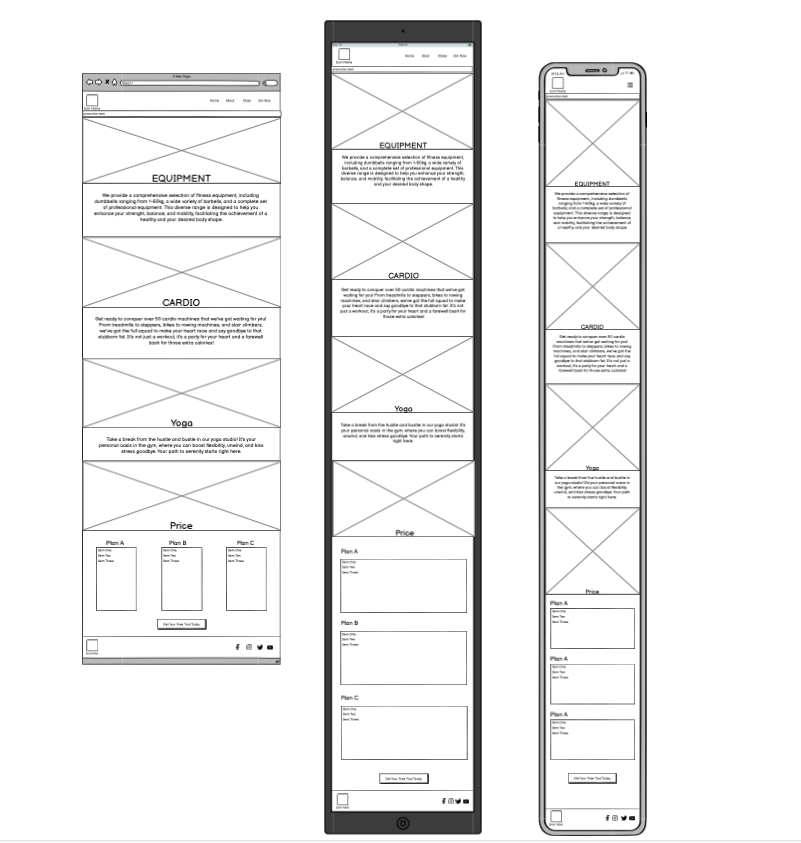 A Web Page
Home About Class Join Now
promotion text
EQUIPMENT
We provide a comprehensive selection of fitness equipment, including
dumbbells ranging from 1-60kg, a wide variety of barbells, and a complete set
of professional equipment. This diverse range is designed to help you
enhance your strength, balance, and mobility, facilitating the achievement of a
healthy and your desired body shape.
CARDIO
Get ready to conquer over 50 cardio machines that we've got waiting for you!
From treadmills to steppers, bikes to rowing machines, and stair climbers,
we've got the full squad to make your heart race and say goodbye to that
stubborn fat. It's not just a workout, it's a party for your heart and a farewell
bash for those extra calories!
Yoga
Take a break from the hustle and bustle in our yoga studio! It's your
personal oasis in the gym, where you can boost flexibility, unwind, and kiss
stress goodbye. Your path to serenity starts right here.
Price
Plan A Plan B Plan C
Item One Item One Item One
Item Two Item Two Item Two
Item Three Item Three Item Three
Get Your Free Trial Today
Icon Name
Home About Class Join Now
promotion text
EQUIPMENT
We provide a comprehensive selection of fitness equipment,
including dumbbells ranging from 1-60kg, a wide variety of
barbells, and a complete set of professional equipment. This
diverse range is designed to help you enhance your strength,
balance, and mobility, facilitating the achievement of a healthy
and your desired body shape.
CARDIO
Get ready to conquer over 50 cardio machines that we've got
waiting for you! From treadmills to steppers, bikes to rowing
machines, and stair climbers, we've got the full squad to make
your heart race and say goodbye to that stubborn fat. It's not
just a workout, it's a party for your heart and a farewell bash for
those extra calories!
Yoga
Take a break from the hustle and bustle in our yoga studio! It's
your personal oasis in the gym, where you can boost flexibility,
unwind, and kiss stress goodbye. Your path to serenity starts
right here.
Price
Plan A
Item One
Item Two
Item Three
Plan B
Item One
Item Two
Item Three
Plan C
Item One
Item Two
Item Three
Get Your Free Trial Today
Icon Name
promotion text
EQUIPMENT
We provide a comprehensive selection of
fitness equipment, including dumbbells
ranging from 1-60kg, a wide variety of
barbells, and a complete set of professional
equipment. This diverse range is designed
to help you enhance your strength, balance,
and mobility, facilitating the achievement of
a healthy and your desired body shape.
CARDIO
Get ready to conquer over 50 cardio
machines that we've got waiting for you!
From treadmills to steppers, bikes to rowing
machines, and stair climbers, we've got the
full squad to make your heart race and say
goodbye to that stubborn fat. It's not just a
workout, it's a party for your heart and a
farewell bash for those extra calories!
Yoga
Take a break from the hustle and bustle in
our yoga studio! It's your personal oasis in
the gym, where you can boost flexibility,
unwind, and kiss stress goodbye. Your path
to serenity starts right here.
Price
Plan A
Item One
Item Two
Item Three
Plan A
Item One
Item Two
Item Three
Plan A
Item One
Item Two
Item Three
Get Your Free Trial Today